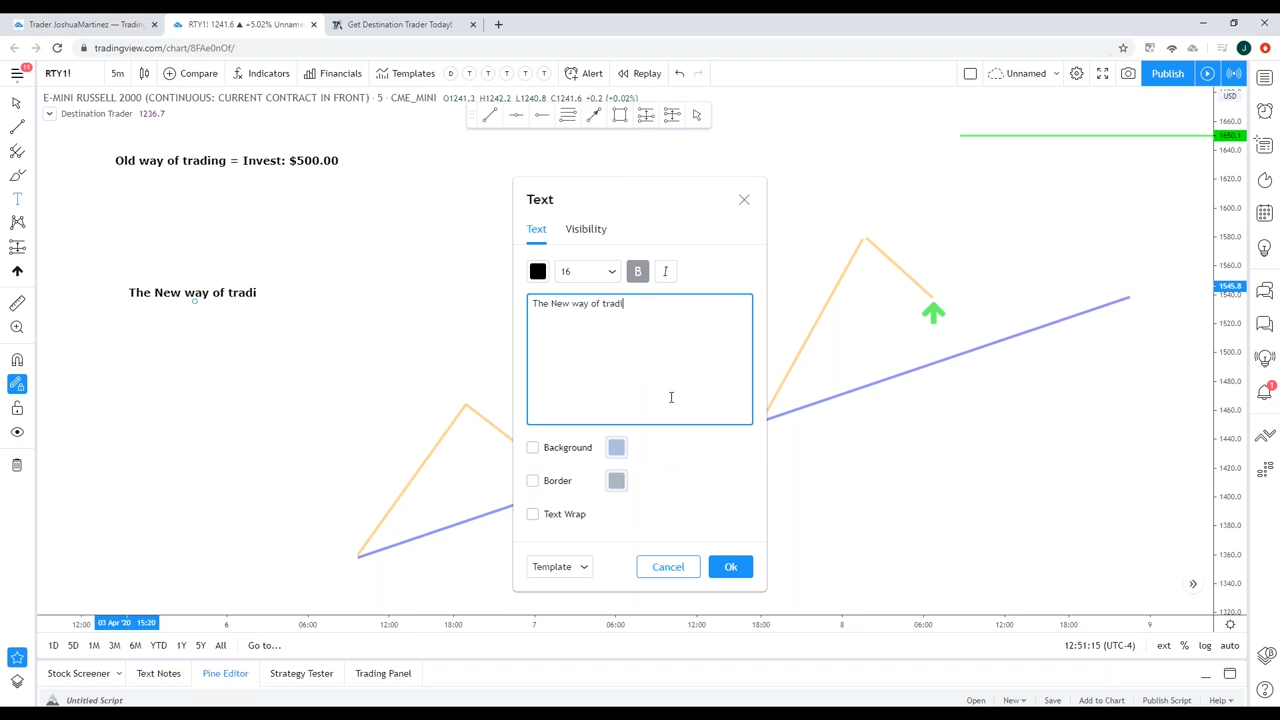 Trader JoshuaMartinez — Trading
RTY1! 1241.6 ▲ +5.02% Unname
Get Destination Trader Today!
tradingview.com/chart/8FAe0nOf/
J
11
RTY1!
5m
Compare
Indicators
Financials
Templates
D
T
T
T
T
T
Alert
Replay
Unnamed
Publish
E-MINI RUSSELL 2000 (CONTINUOUS: CURRENT CONTRACT IN FRONT) · 5 · CME_MINI O1241.3 H1242.2 L1240.8 C1241.6 +0.2 (+0.02%)
USD
Destination Trader 1236.7
1660.0
1650.1
1640.0
1620.0
1600.0
1580.0
1560.0
1545.8
1540.0
1520.0
1500.0
1480.0
1460.0
1440.0
1420.0
1400.0
1380.0
1360.0
1340.0
1320.0
Old way of trading = Invest: $500.00
The New way of tradi
Text
Text
Visibility
16
B
I
The New way of tradi
Background
Border
Text Wrap
Template
Cancel
Ok
1
12:00
03 Apr '20 15:20
6
06:00
12:00
18:00
7
06:00
12:00
18:00
8
06:00
12:00
18:00
9
1D 5D 1M 3M 6M YTD 1Y 5Y All Go to...
12:51:15 (UTC-4) ext % log auto
Stock Screener
Text Notes
Pine Editor
Strategy Tester
Trading Panel
Untitled Script
Open
New
Save
Add to Chart
Publish Script
Help